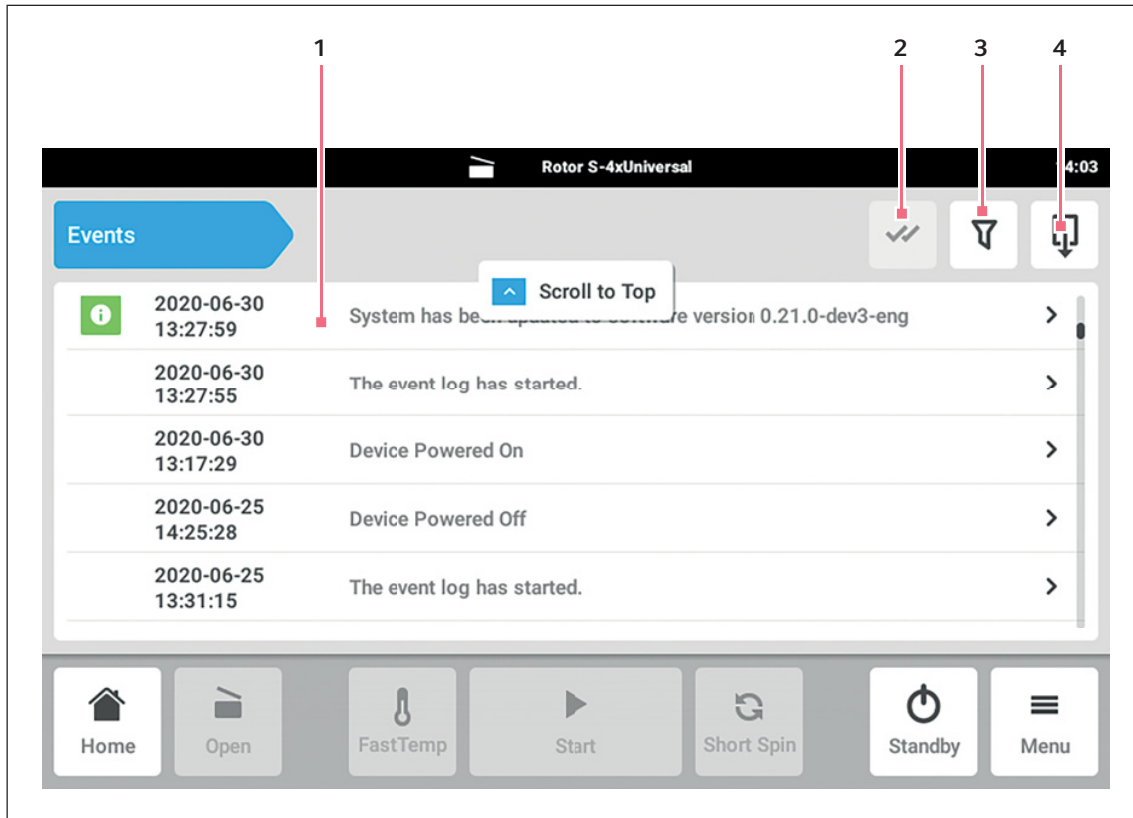 1 2 3 4
Rotor S-4xUniversal 4:03
Events
Scroll to Top
2020-06-30
13:27:59
System has been updated to software version 0.21.0-dev3-eng
2020-06-30
13:27:55
The event log has started.
2020-06-30
13:17:29
Device Powered On
2020-06-25
14:25:28
Device Powered Off
2020-06-25
13:31:15
The event log has started.
Home Open FastTemp Start Short Spin Standby Menu